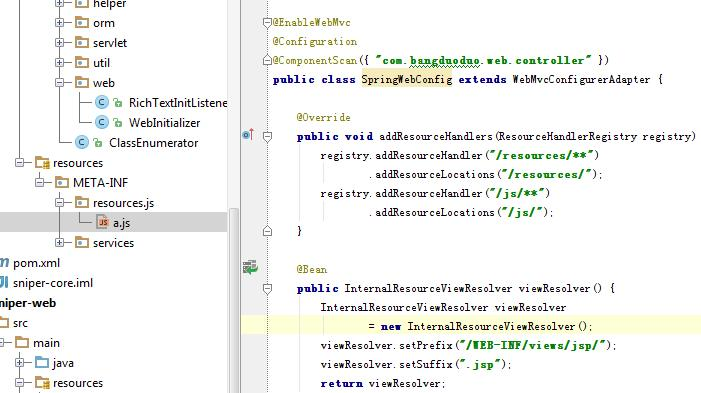 helper
orm
servlet
util
web
RichTextInitListene
WebInitializer
ClassEnumerator
resources
META-INF
resources.js
a.js
services
pom.xml
sniper-core.iml
niper-web
src
main
java
resources
@EnableWebMvc
@Configuration
@ComponentScan({ "com.bangduoduo.web.controller" })
public class SpringWebConfig extends WebMvcConfigurerAdapter {
@Override
public void addResourceHandlers(ResourceHandlerRegistry registry)
registry.addResourceHandler("/resources/**")
.addResourceLocations("/resources/");
registry.addResourceHandler("/js/**")
.addResourceLocations("/js/");
}
@Bean
public InternalResourceViewResolver viewResolver() {
InternalResourceViewResolver viewResolver
= new InternalResourceViewResolver();
viewResolver.setPrefix("/WEB-INF/views/jsp/");
viewResolver.setSuffix(".jsp");
return viewResolver;